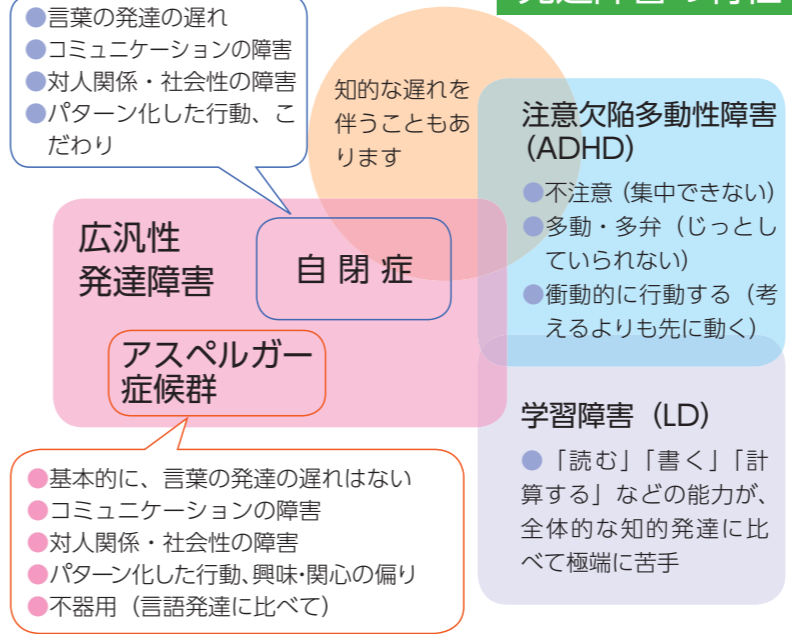 ●言葉の発達の遅れ
●コミュニケーションの障害
●対人関係・社会性の障害
●パターン化した行動、こ
だわり
知的な遅れを
伴うこともあ
ります
注意欠陥多動性障害
(ADHD)
●不注意（集中できない）
●多動・多弁（じっとし
ていられない）
●衝動的に行動する（考
えるよりも先に動く）
広汎性
発達障害
自閉症
アスペルガー
症候群
学習障害（LD）
●「読む」「書く」「計
算する」などの能力が、
全体的な知的発達に比
べて極端に苦手
●基本的に、言葉の発達の遅れはない
●コミュニケーションの障害
●対人関係・社会性の障害
●パターン化した行動、興味・関心の偏り
●不器用（言語発達に比べて）